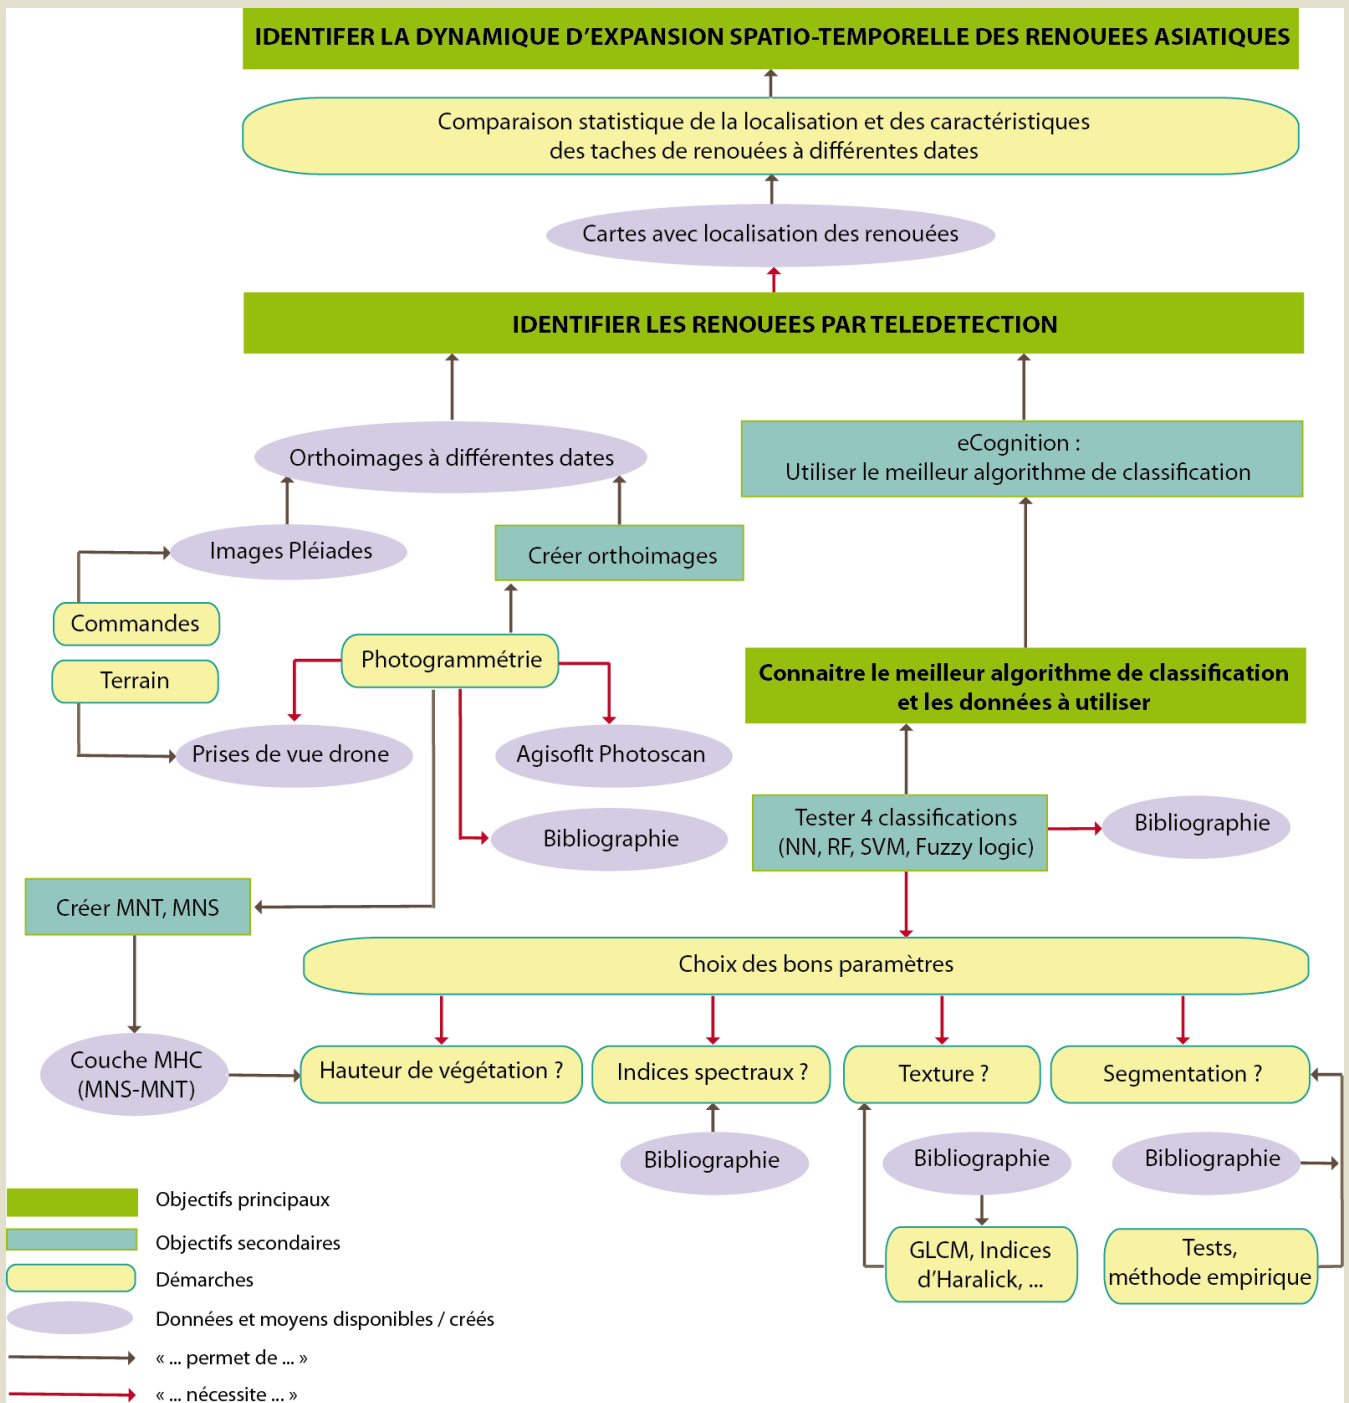 IDENTIFER LA DYNAMIQUE D’EXPANSION SPATIO-TEMPORELLE DES RENOUEES ASIATIQUES
Comparaison statistique de la localisation et des caractéristiques
des taches de renouées à différentes dates
Cartes avec localisation des renouées
IDENTIFIER LES RENOUEES PAR TELEDETECTION
Orthoimages à différentes dates
eCognition :
Utiliser le meilleur algorithme de classification
Images Pléiades
Créer orthoimages
Commandes
Terrain
Photogrammétrie
Connaitre le meilleur algorithme de classification
et les données à utiliser
Prises de vue drone
Agisoflt Photoscan
Bibliographie
Tester 4 classifications
(NN, RF, SVM, Fuzzy logic)
Bibliographie
Créer MNT, MNS
Choix des bons paramètres
Couche MHC
(MNS-MNT)
Hauteur de végétation ?
Indices spectraux ?
Texture ?
Segmentation ?
Bibliographie
Bibliographie
Bibliographie
GLCM, Indices
d’Haralick, ...
Tests,
méthode empirique
Objectifs principaux
Objectifs secondaires
Démarches
Données et moyens disponibles / créés
« ... permet de ... »
« ... nécessite ... »